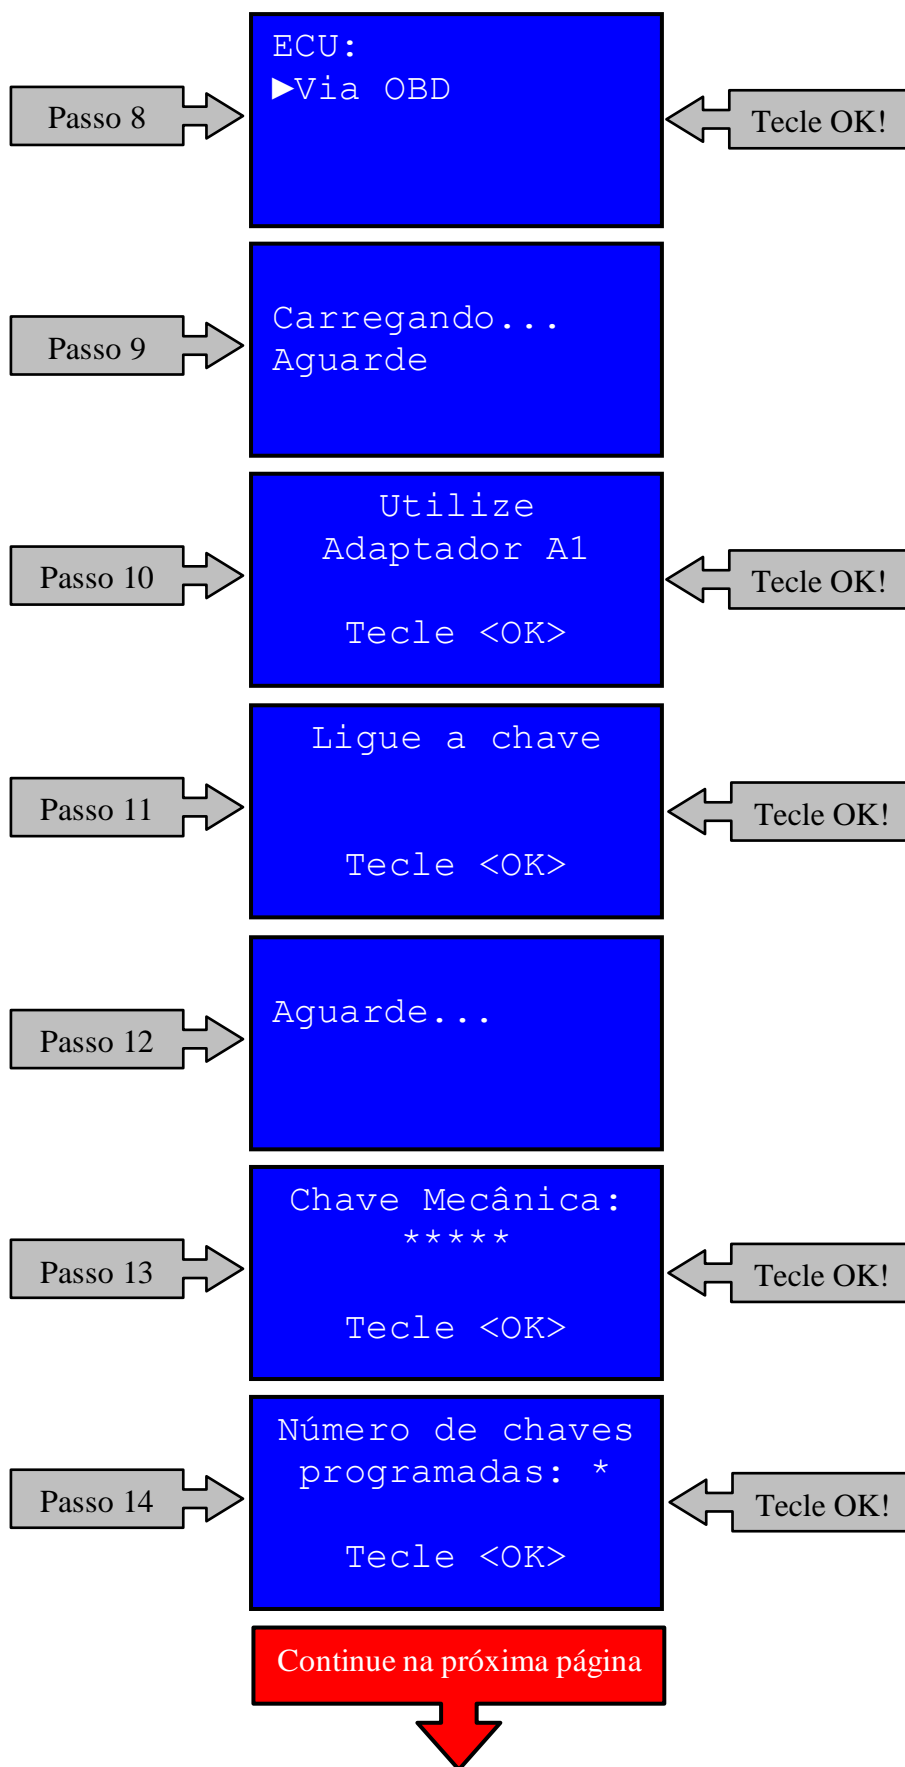 ECU:
►Via OBD
Passo 8
Tecle OK!
Carregando...
Aguarde
Passo 9
Utilize
Adaptador A1
Tecle <OK>
Passo 10
Tecle OK!
Ligue a chave
Tecle <OK>
Passo 11
Tecle OK!
Aguarde...
Passo 12
Chave Mecânica:
*****
Tecle <OK>
Passo 13
Tecle OK!
Número de chaves
programadas: *
Tecle <OK>
Passo 14
Tecle OK!
Continue na próxima página